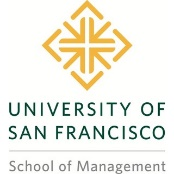 UNIVERSITY OF
SAN FRANCISCO
School of Management